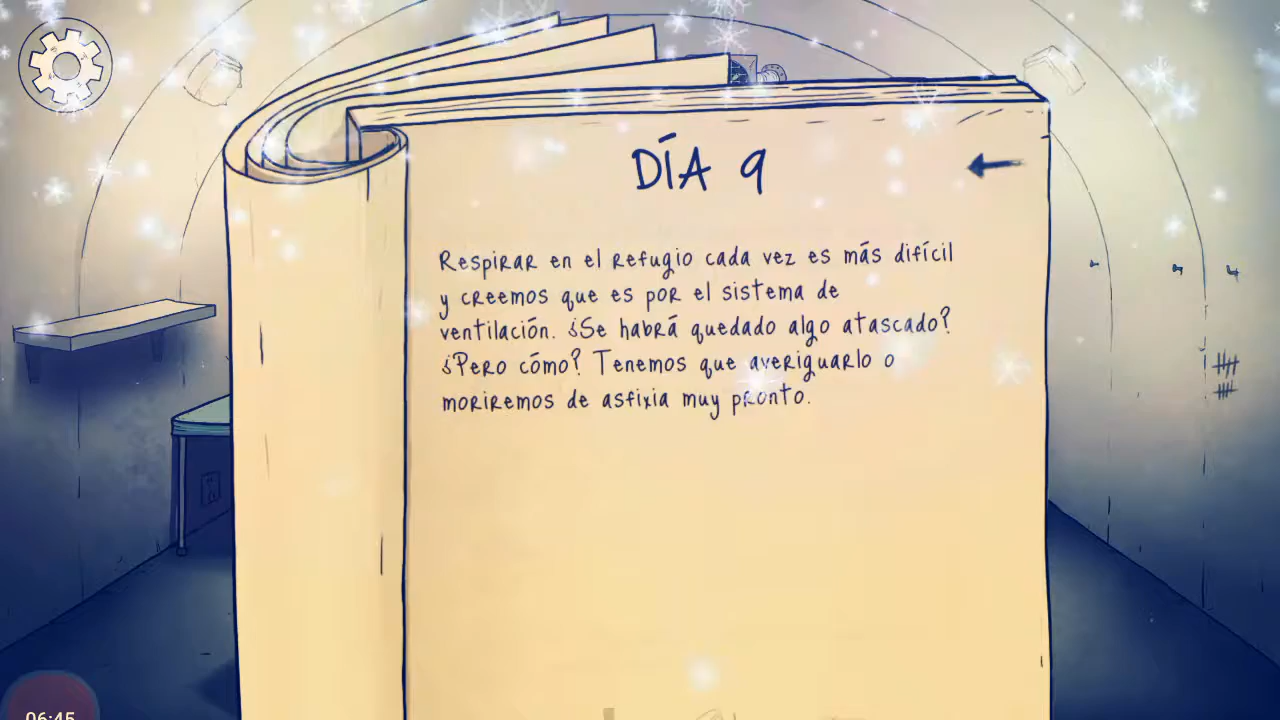 DÍA 9
Respirar en el refugio cada vez es más difícil
y creemos que es por el sistema de
ventilación. ¿Se habrá quedado algo atascado?
¿Pero cómo? Tenemos que averiguarlo o
moriremos de asfixia muy pronto.
06:45